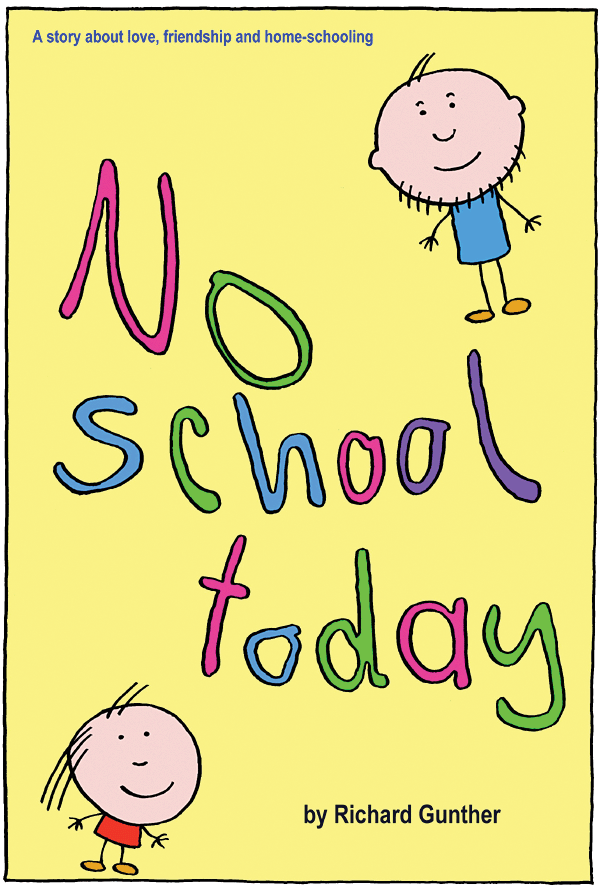 A story about love, friendship and home-schooling
No
school
today
by Richard Gunther